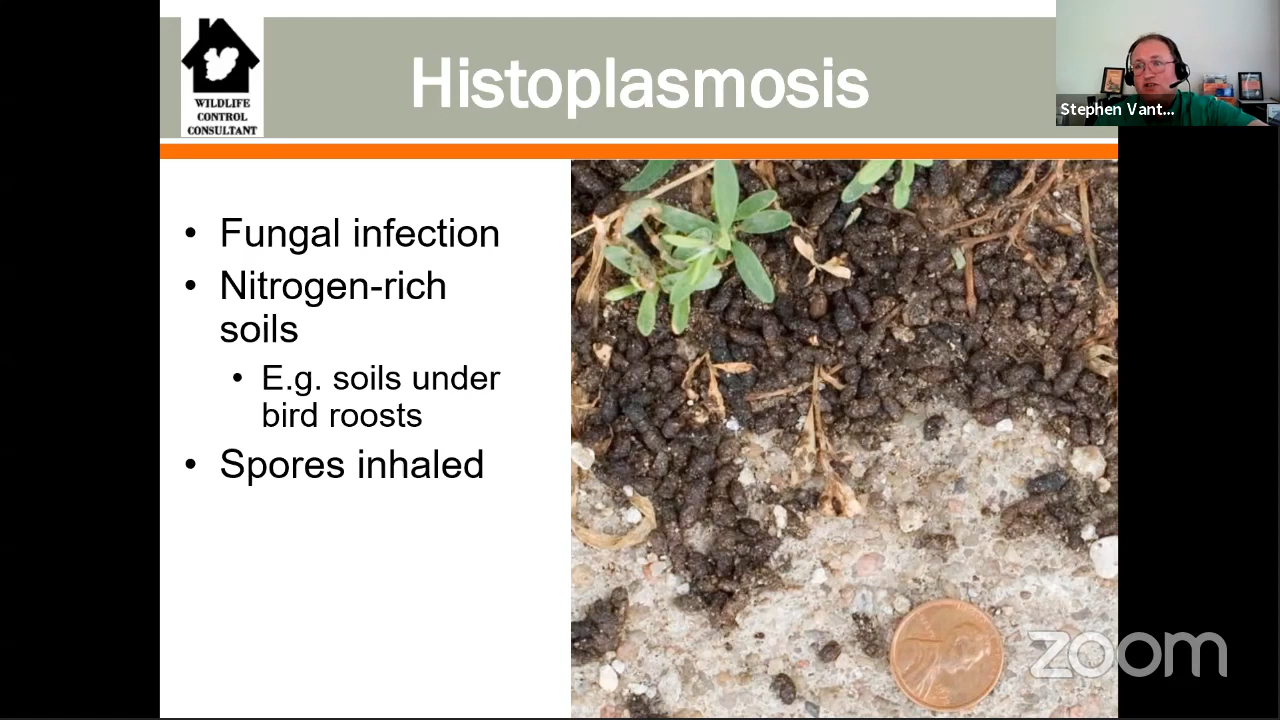 WILDLIFE
CONTROL
CONSULTANT
Histoplasmosis
Stephen Vant...
• Fungal infection
• Nitrogen-rich
soils
• E.g. soils under
bird roosts
• Spores inhaled
zoom